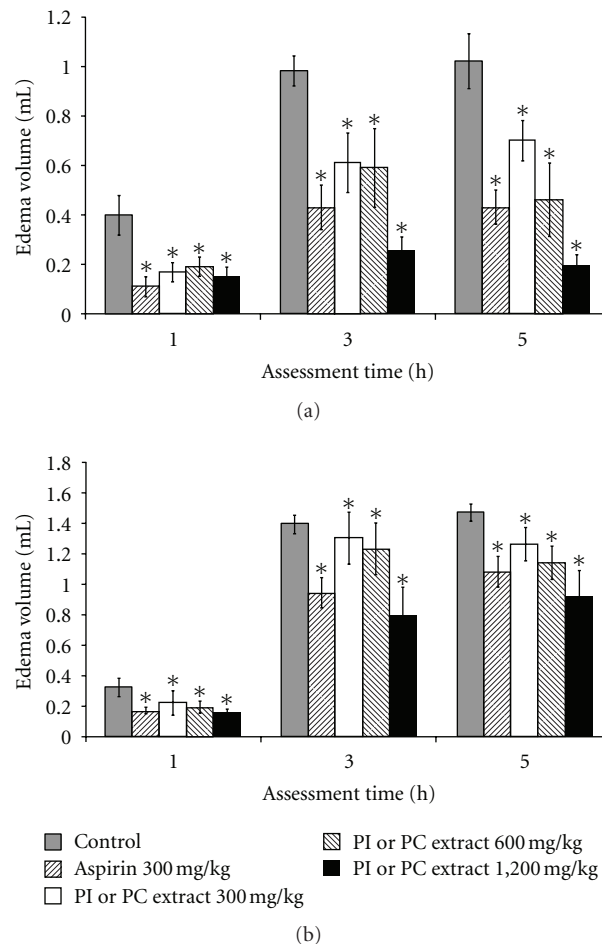 1.2
1
0.8
0.6
0.4
0.2
0
Edema volume (mL)
* * * *
* * * *
* * * *
1 3 5
Assessment time (h)
(a)
1.8
1.6
1.4
1.2
1
0.8
0.6
0.4
0.2
0
Edema volume (mL)
* * * *
* * * *
* * * *
1 3 5
Assessment time (h)
Control
Aspirin 300 mg/kg
PI or PC extract 300 mg/kg
PI or PC extract 600 mg/kg
PI or PC extract 1,200 mg/kg
(b)